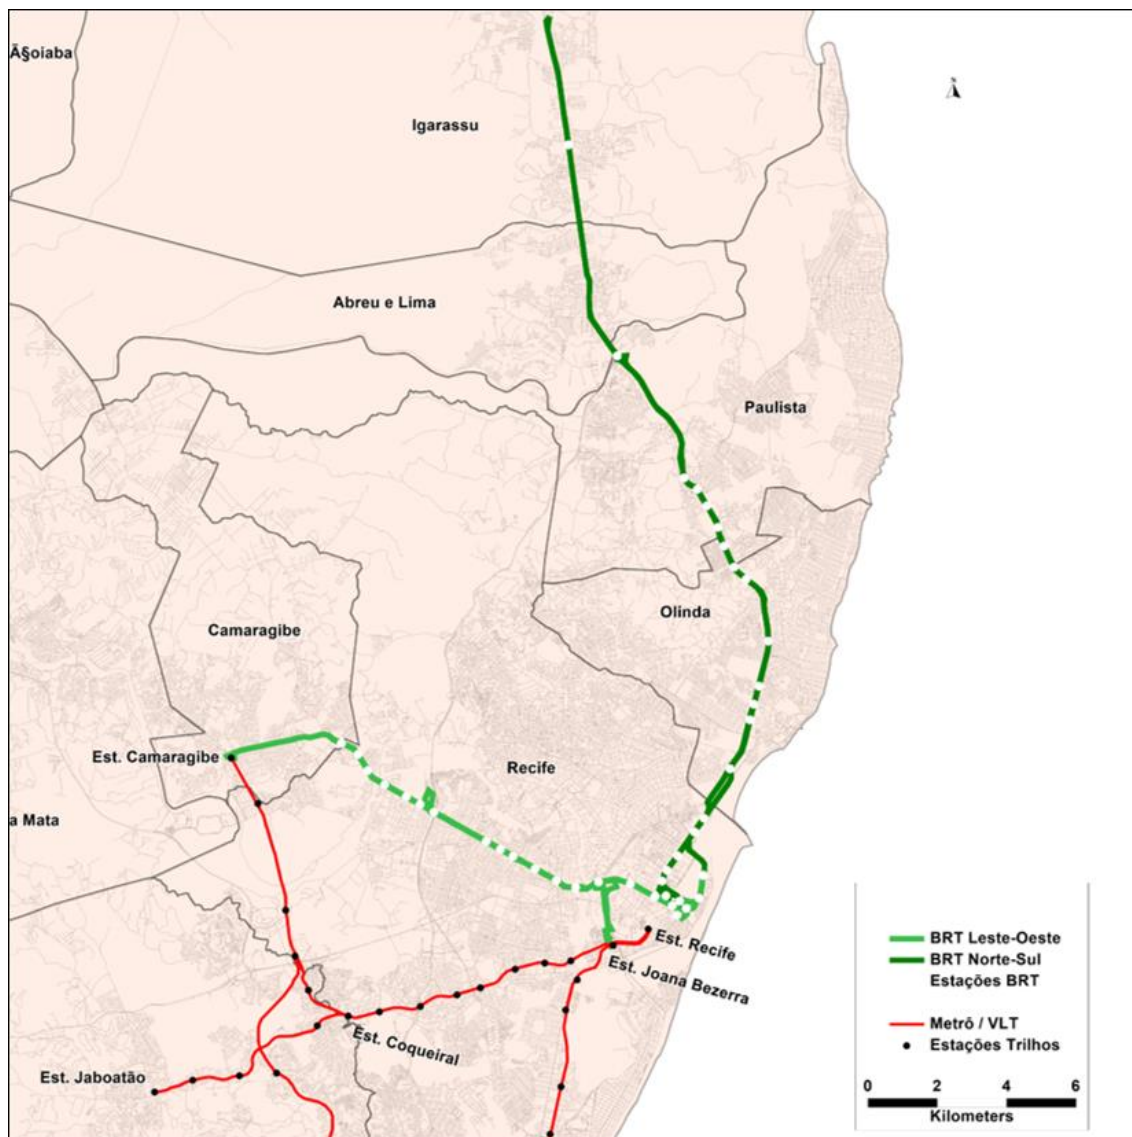 Ã§oiaba
Igarassu
Abreu e Lima
Paulista
Olinda
Camaragibe
Est. Camaragibe
Recife
a Mata
Est. Recife
Est. Joana Bezerra
Est. Coqueiral
Est. Jaboatão
BRT Leste-Oeste
BRT Norte-Sul
Estações BRT
Metrô / VLT
Estações Trilhos
0 2 4 6
Kilometers